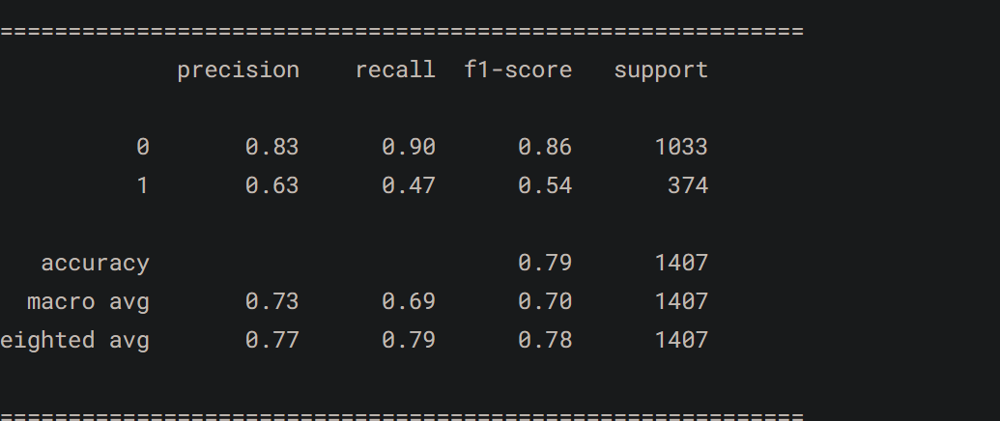 ===========================================================
precision recall f1-score support
0 0.83 0.90 0.86 1033
1 0.63 0.47 0.54 374
accuracy 0.79 1407
macro avg 0.73 0.69 0.70 1407
eighted avg 0.77 0.79 0.78 1407
===========================================================